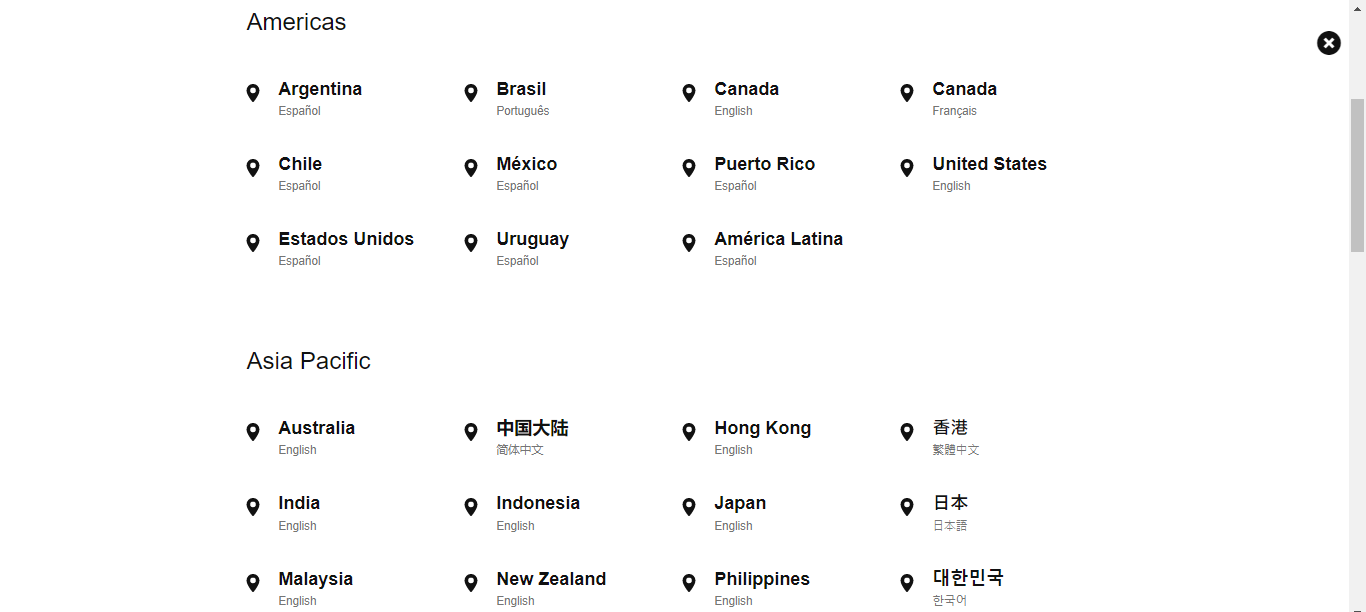 Americas
Argentina
Español
Brasil
Português
Canada
English
Canada
Français
Chile
Español
México
Español
Puerto Rico
Español
United States
English
Estados Unidos
Español
Uruguay
Español
América Latina
Español
Asia Pacific
Australia
English
中国大陆
简体中文
Hong Kong
English
香港
繁體中文
India
English
Indonesia
English
Japan
English
日本
日本語
Malaysia
English
New Zealand
English
Philippines
English
대한민국
한국어